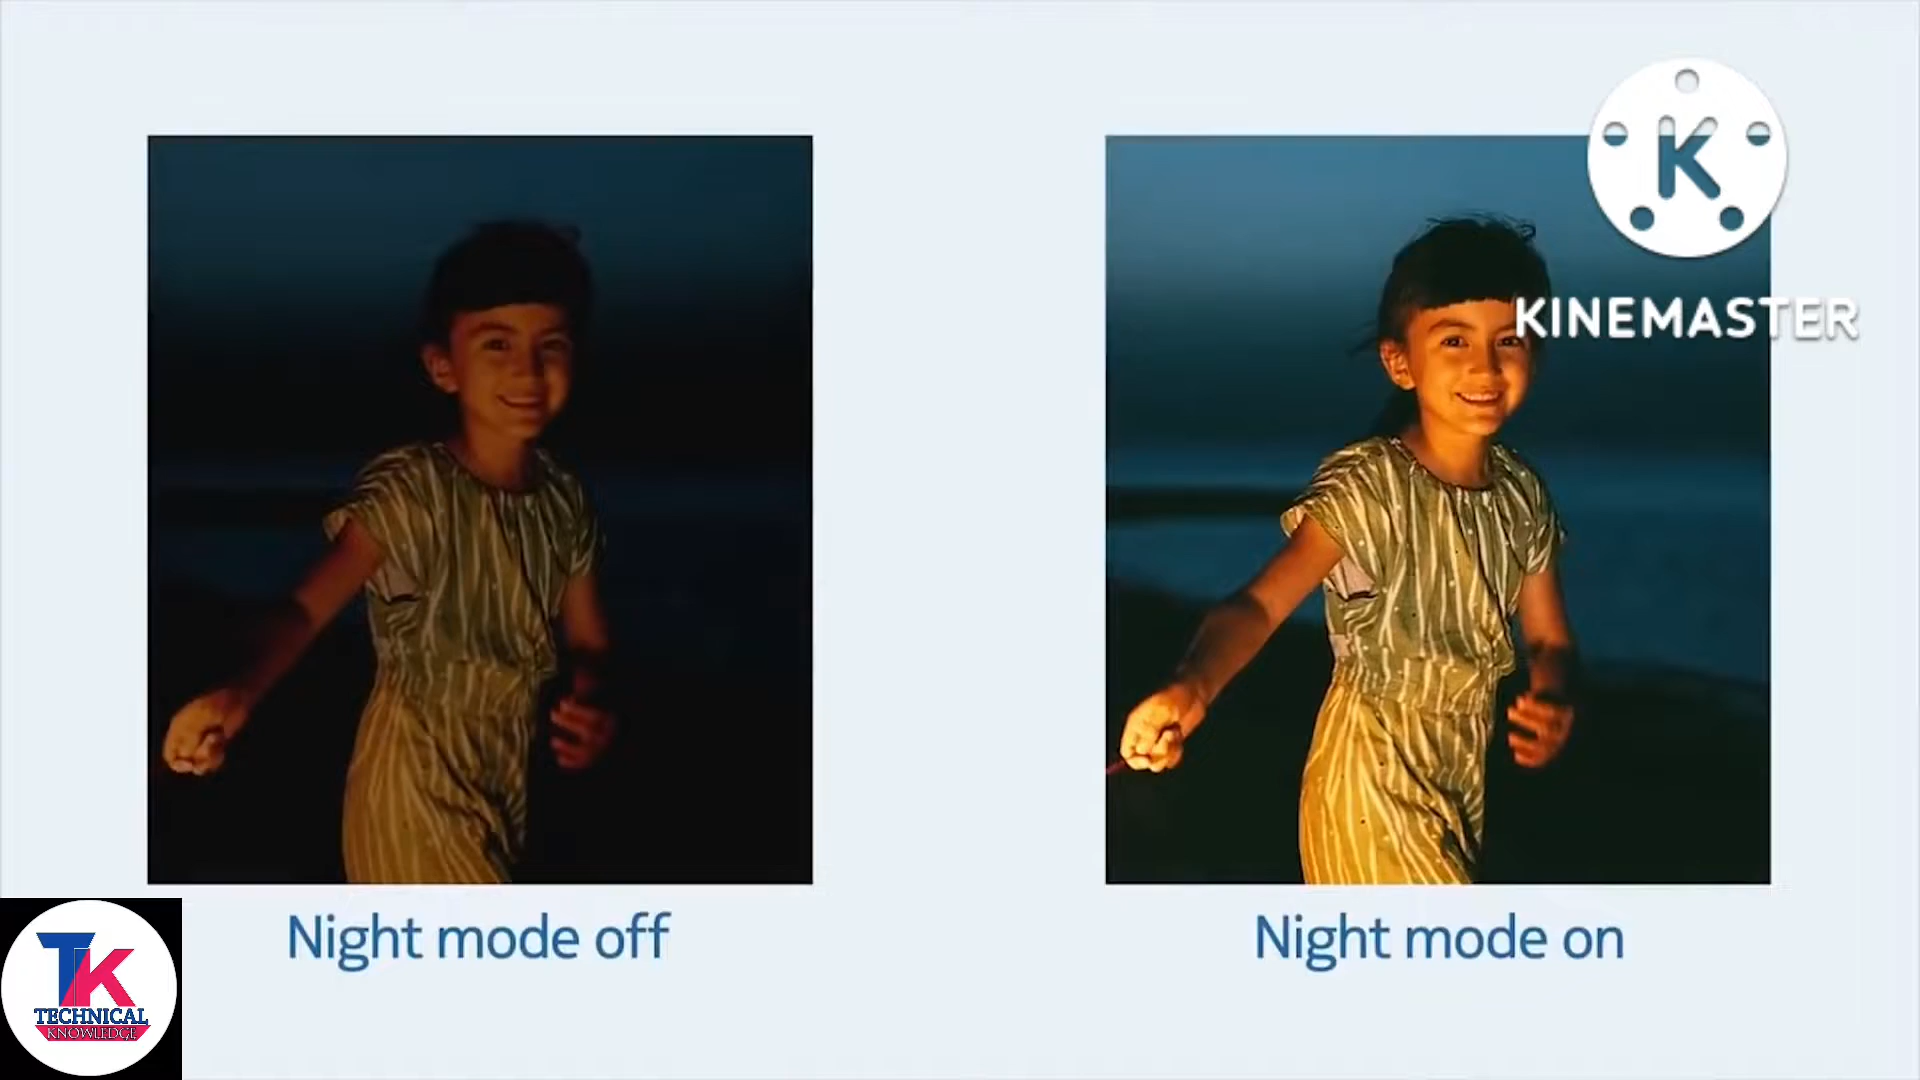 K
KINEMASTER
Night mode off
Night mode on
TK
TECHNICAL
KNOWLEDGE